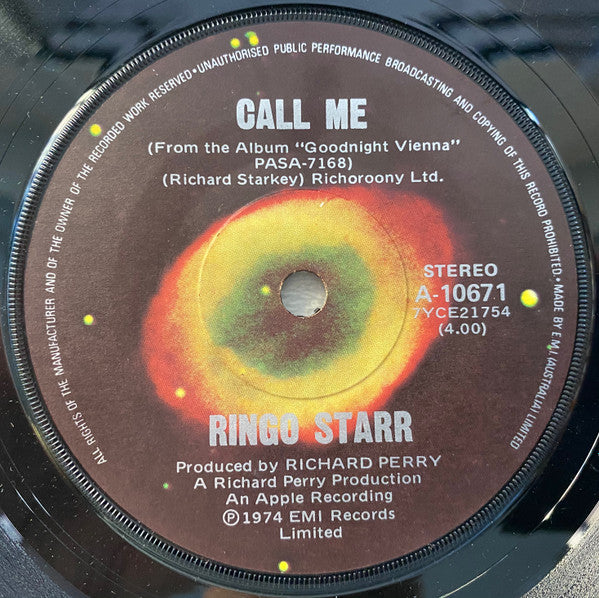 ALL RIGHTS OF THE MANUFACTURER AND OF THE OWNER OF THE RECORDED WORK RESERVED•UNAUTHORISED PUBLIC PERFORMANCE BROADCASTING AND COPYING OF THIS RECORD PROHIBITED•MADE BY E.M.I. (AUSTRALIA) LIMITED
CALL ME
(From the Album "Goodnight Vienna"
PASA-7168)
(Richard Starkey) Richoroony Ltd.
STEREO
A-10671
7YCE21754
(4.00)
RINGO STARR
Produced by RICHARD PERRY
A Richard Perry Production
An Apple Recording
Ⓟ1974 EMI Records
Limited